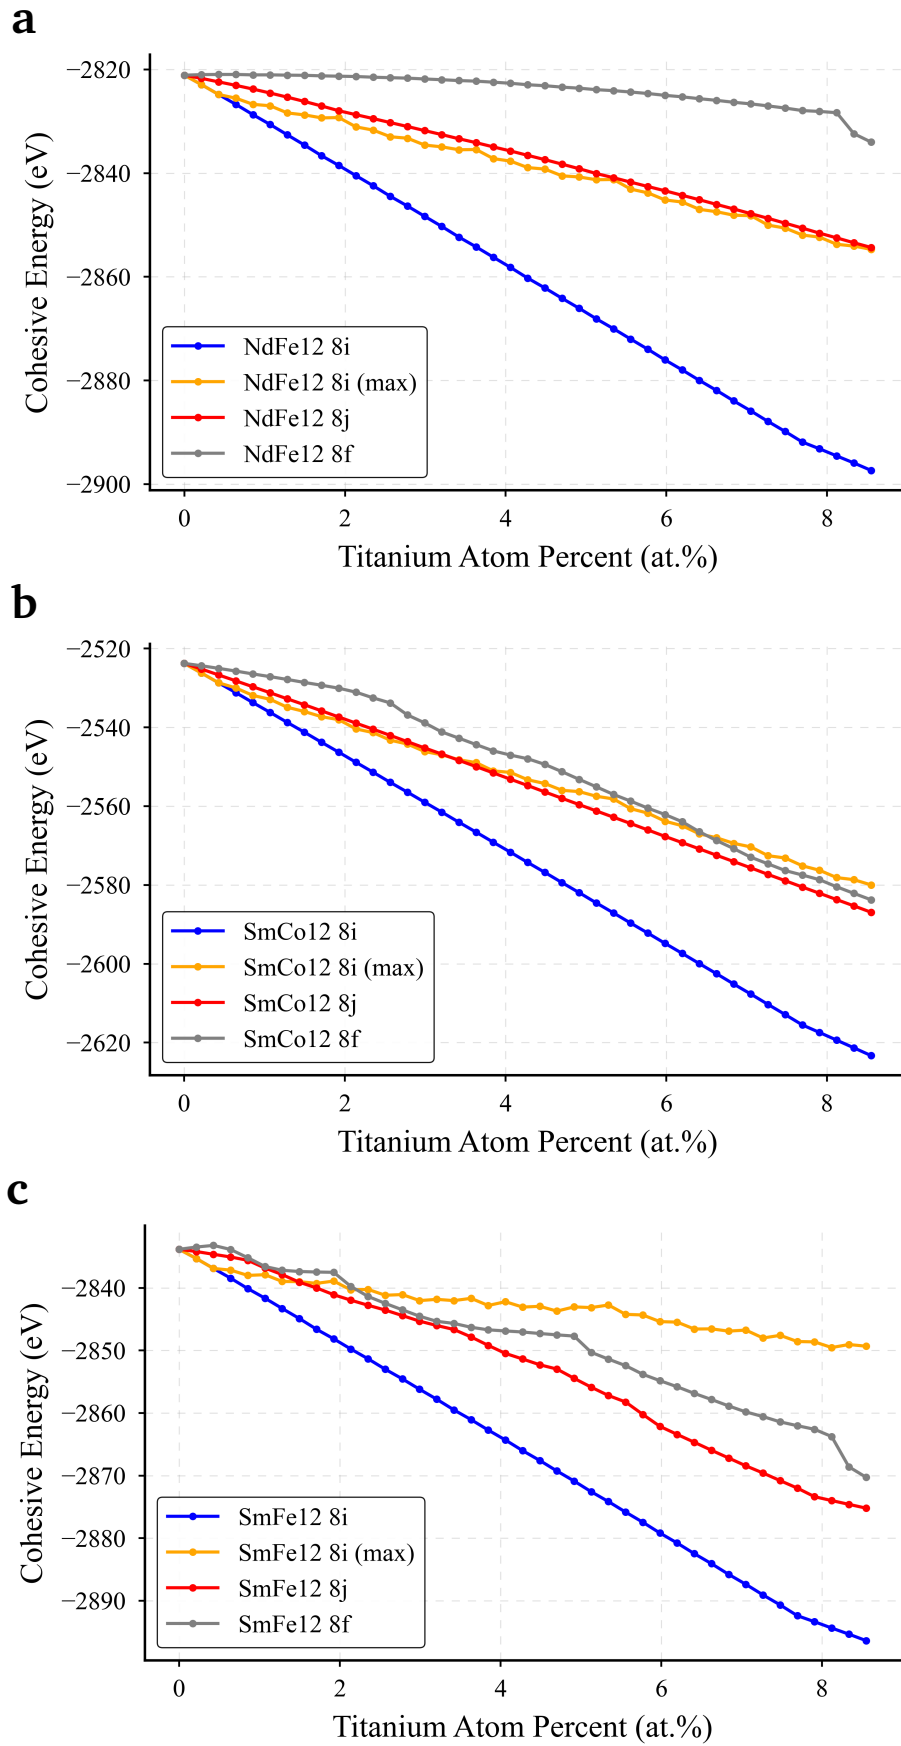 a
−2820
−2840
−2860
−2880
−2900
Cohesive Energy (eV)
NdFe12 8i
NdFe12 8i (max)
NdFe12 8j
NdFe12 8f
0 2 4 6 8
Titanium Atom Percent (at.%)
b
−2520
−2540
−2560
−2580
−2600
−2620
Cohesive Energy (eV)
SmCo12 8i
SmCo12 8i (max)
SmCo12 8j
SmCo12 8f
0 2 4 6 8
Titanium Atom Percent (at.%)
c
−2840
−2850
−2860
−2870
−2880
−2890
Cohesive Energy (eV)
SmFe12 8i
SmFe12 8i (max)
SmFe12 8j
SmFe12 8f
0 2 4 6 8
Titanium Atom Percent (at.%)